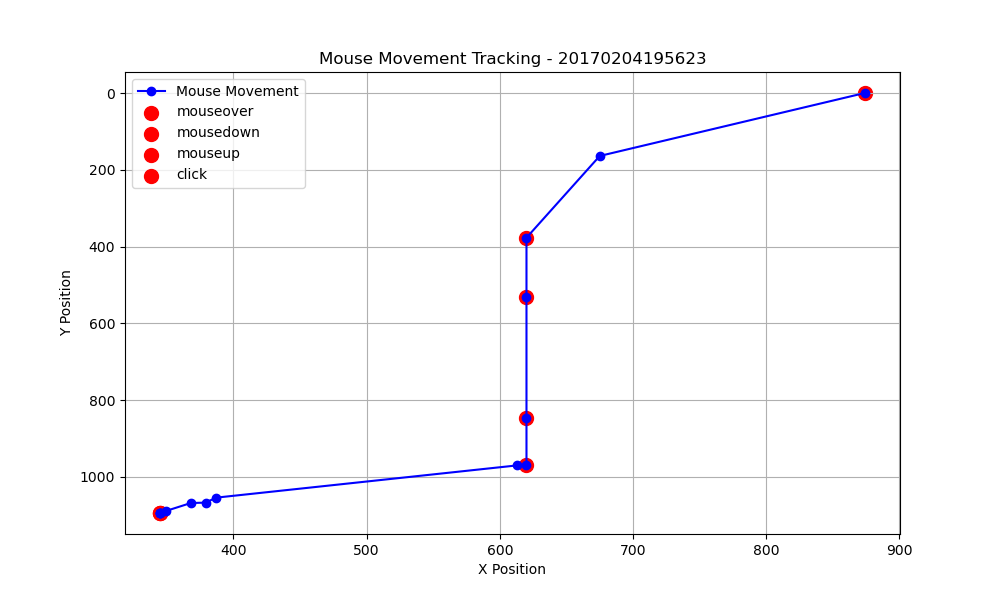 Mouse Movement Tracking - 20170204195623
Mouse Movement
mouseover
mousedown
mouseup
click
0
200
400
600
800
1000
Y Position
400 500 600 700 800 900
X Position